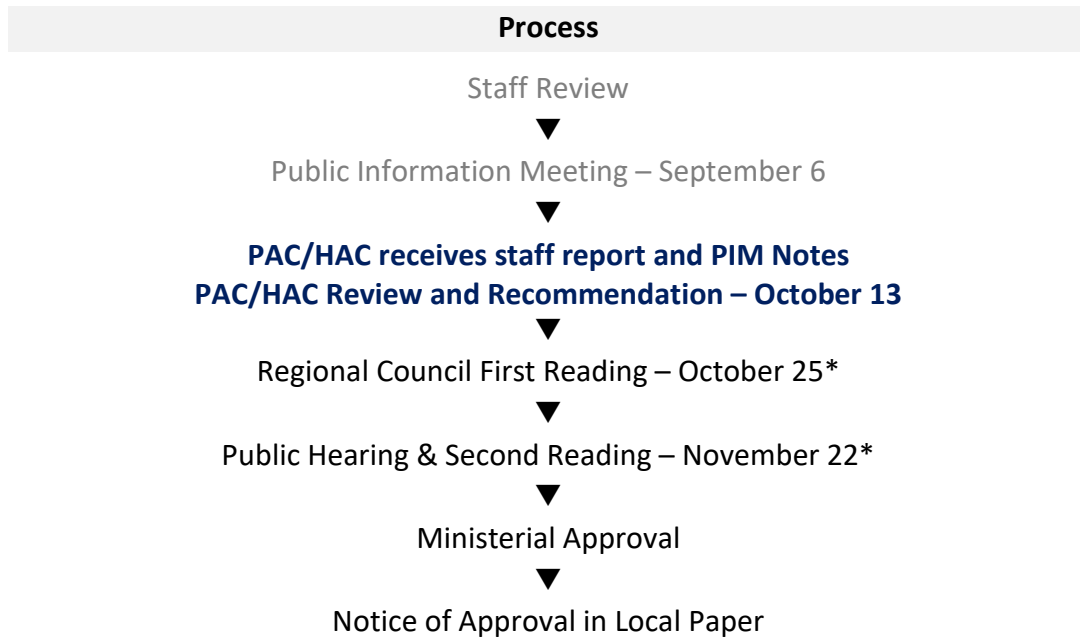 Process
Staff Review
Public Information Meeting – September 6
PAC/HAC receives staff report and PIM Notes
PAC/HAC Review and Recommendation – October 13
Regional Council First Reading – October 25*
Public Hearing & Second Reading – November 22*
Ministerial Approval
Notice of Approval in Local Paper